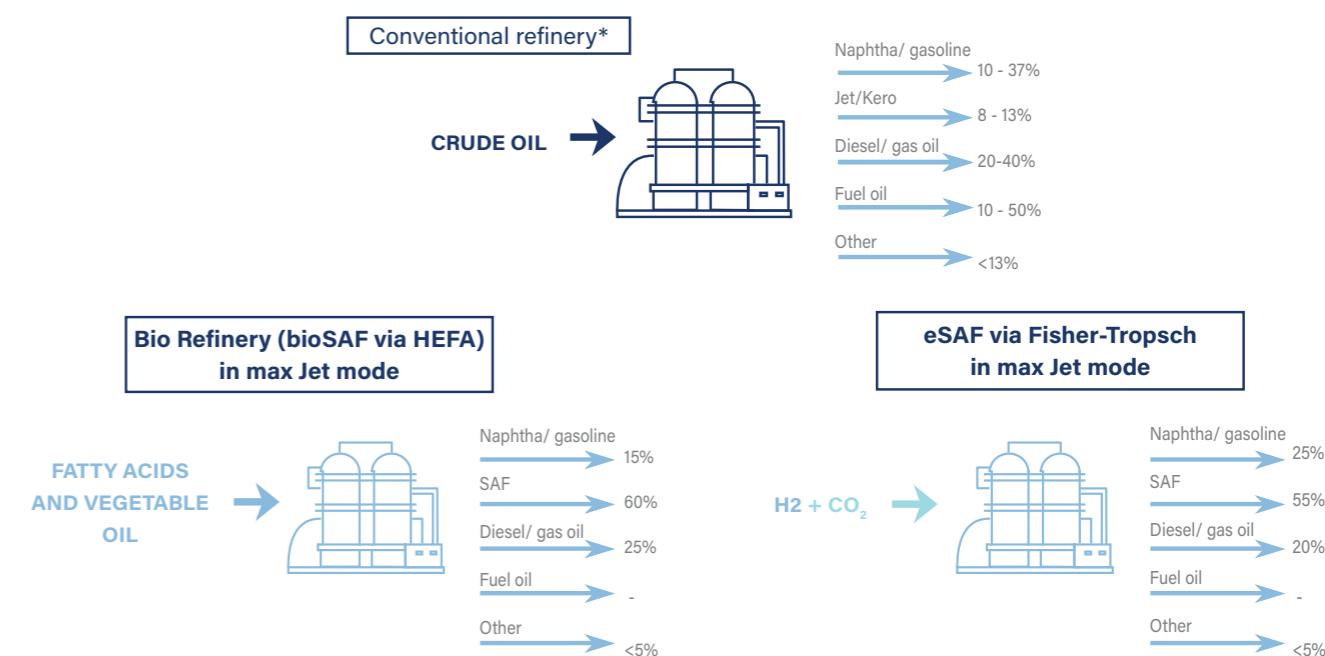 Conventional refinery*
CRUDE OIL
Naphtha/ gasoline
10 - 37%
Jet/Kero
8 - 13%
Diesel/ gas oil
20-40%
Fuel oil
10 - 50%
Other
<13%
Bio Refinery (bioSAF via HEFA)
in max Jet mode
FATTY ACIDS
AND VEGETABLE
OIL
Naphtha/ gasoline
15%
SAF
60%
Diesel/ gas oil
25%
Fuel oil
-
Other
<5%
eSAF via Fisher-Tropsch
in max Jet mode
H2 + CO₂
Naphtha/ gasoline
25%
SAF
55%
Diesel/ gas oil
20%
Fuel oil
-
Other
<5%